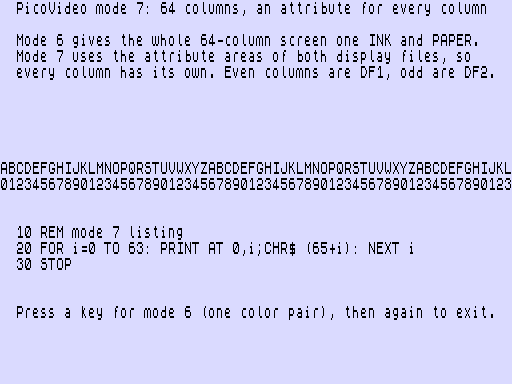 PicoVideo mode 7: 64 columns, an attribute for every column
Mode 6 gives the whole 64-column screen one INK and PAPER.
Mode 7 uses the attribute areas of both display files, so
every column has its own. Even columns are DF1, odd are DF2.
ABCDEFGHIJKLMNOPQRSTUVWXYZABCDEFGHIJKLMNOPQRSTUVWXYZABCDEFGHIJKL
0123456789012345678901234567890123456789012345678901234567890123
10 REM mode 7 listing
20 FOR i=0 TO 63: PRINT AT 0,i;CHR$ (65+i): NEXT i
30 STOP
Press a key for mode 6 (one color pair), then again to exit.